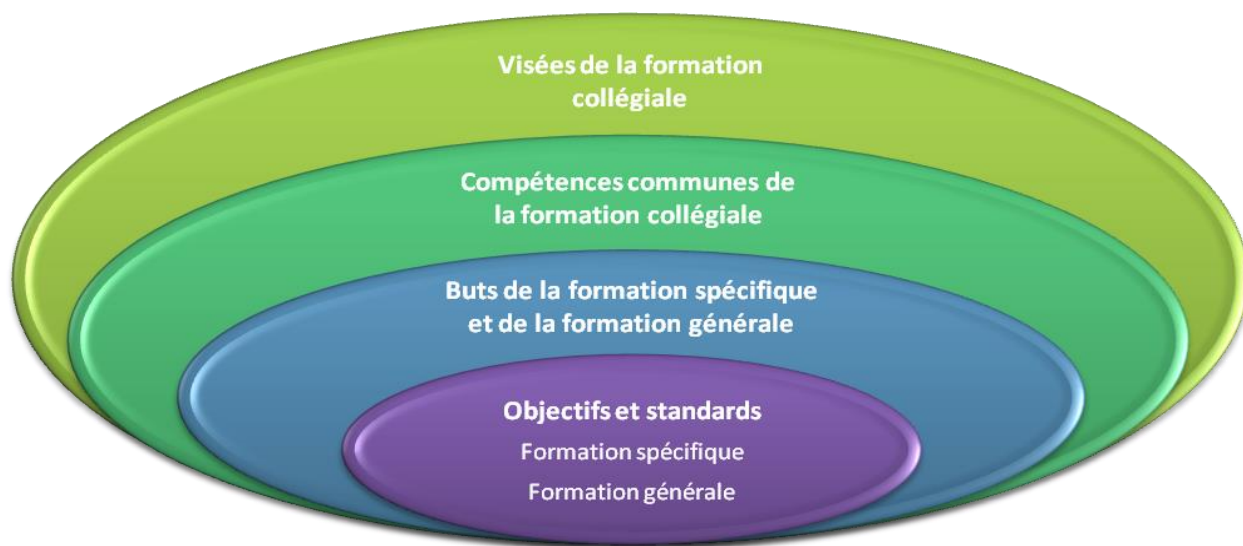 Visées de la formation
collégiale
Compétences communes de
la formation collégiale
Buts de la formation spécifique
et de la formation générale
Objectifs et standards
Formation spécifique
Formation générale